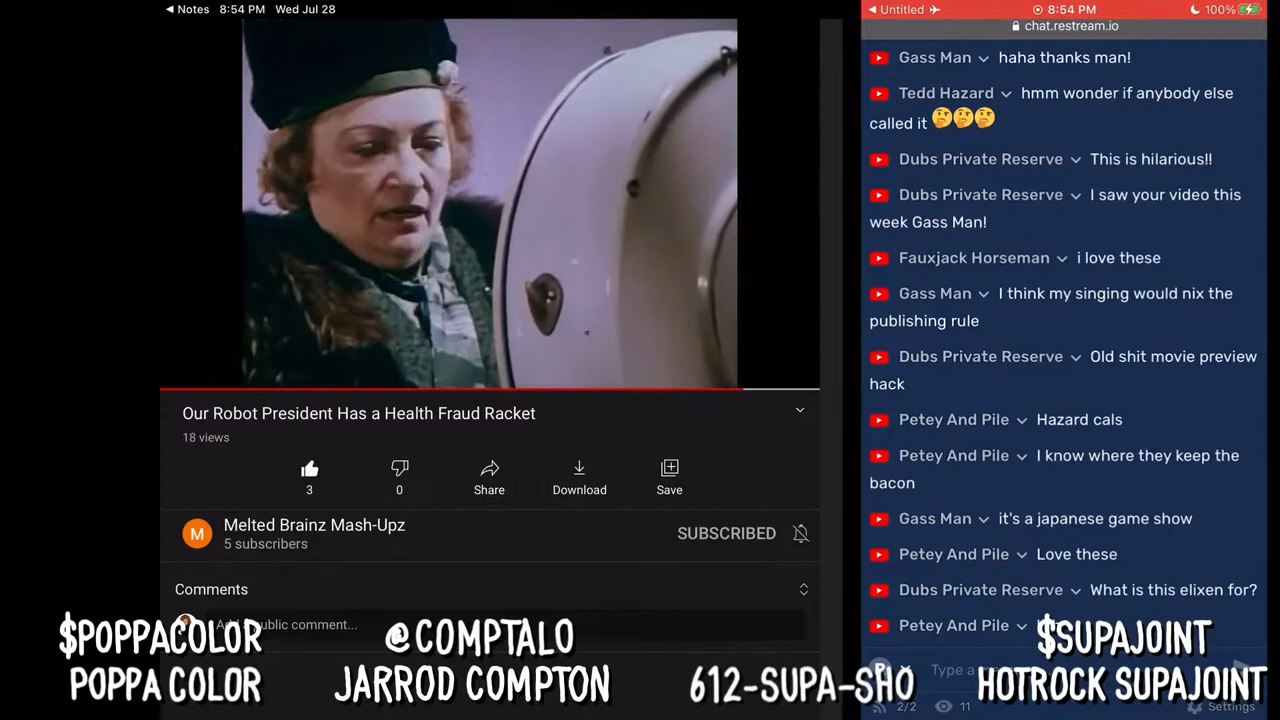 Notes 8:54 PM Wed Jul 28
Our Robot President Has a Health Fraud Racket
18 views
3
0
Share
Download
Save
M
Melted Brainz Mash-Upz
5 subscribers
SUBSCRIBED
Comments
public comment...
Untitled
8:54 PM
100%
chat.restream.io
Gass Man haha thanks man!
Tedd Hazard hmm wonder if anybody else
called it 🤔🤔🤔
Dubs Private Reserve This is hilarious!!
Dubs Private Reserve I saw your video this
week Gass Man!
Fauxjack Horseman i love these
Gass Man I think my singing would nix the
publishing rule
Dubs Private Reserve Old shit movie preview
hack
Petey And Pile Hazard cals
Petey And Pile I know where they keep the
bacon
Gass Man it's a japanese game show
Petey And Pile Love these
Dubs Private Reserve What is this elixen for?
Petey And Pile
Type a
2/2
11
Settings
$POPPACOLOR
POPPA COLOR
@COMPTALO
JARROD COMPTON
612-SUPA-SHO
$SUPAJOINT
HOTROCK SUPAJOINT